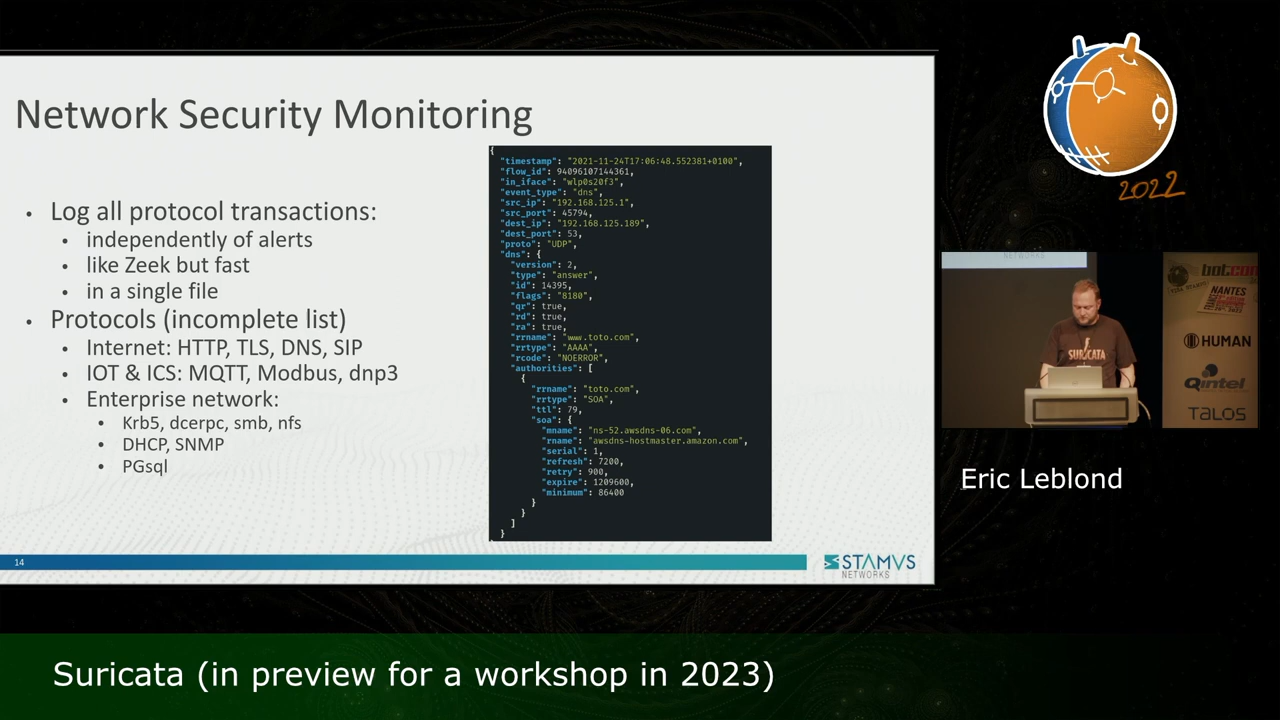 Network Security Monitoring
• Log all protocol transactions:
• independently of alerts
• like Zeek but fast
• in a single file
• Protocols (incomplete list)
• Internet: HTTP, TLS, DNS, SIP
• IOT & ICS: MQTT, Modbus, dnp3
• Enterprise network:
• Krb5, dcerpc, smb, nfs
• DHCP, SNMP
• PGsql
{
"timestamp": "2021-11-24T17:06:48.552381+0100",
"flow_id": 94096107144361,
"in_iface": "wlp0s20f3",
"event_type": "dns",
"src_ip": "192.168.125.1",
"src_port": 45794,
"dest_ip": "192.168.125.189",
"dest_port": 53,
"proto": "UDP",
"dns": {
"version": 2,
"type": "answer",
"id": 14395,
"flags": "8180",
"qr": true,
"rd": true,
"ra": true,
"rrname": "www.toto.com",
"rrtype": "AAAA",
"rcode": "NOERROR",
"authorities": [
{
"rrname": "toto.com",
"rrtype": "SOA",
"ttl": 79,
"soa": {
"mname": "ns-52.awsdns-06.com",
"rname": "awsdns-hostmaster.amazon.com",
"serial": 1,
"refresh": 7200,
"retry": 900,
"expire": 1209600,
"minimum": 86400
}
}
]
}
14
STAMVS
NETWORKS
2022
NETWORKS
SURICATA
botcon
NANTES
HUMAN
Qintel
TALOS
Eric Leblond
Suricata (in preview for a workshop in 2023)